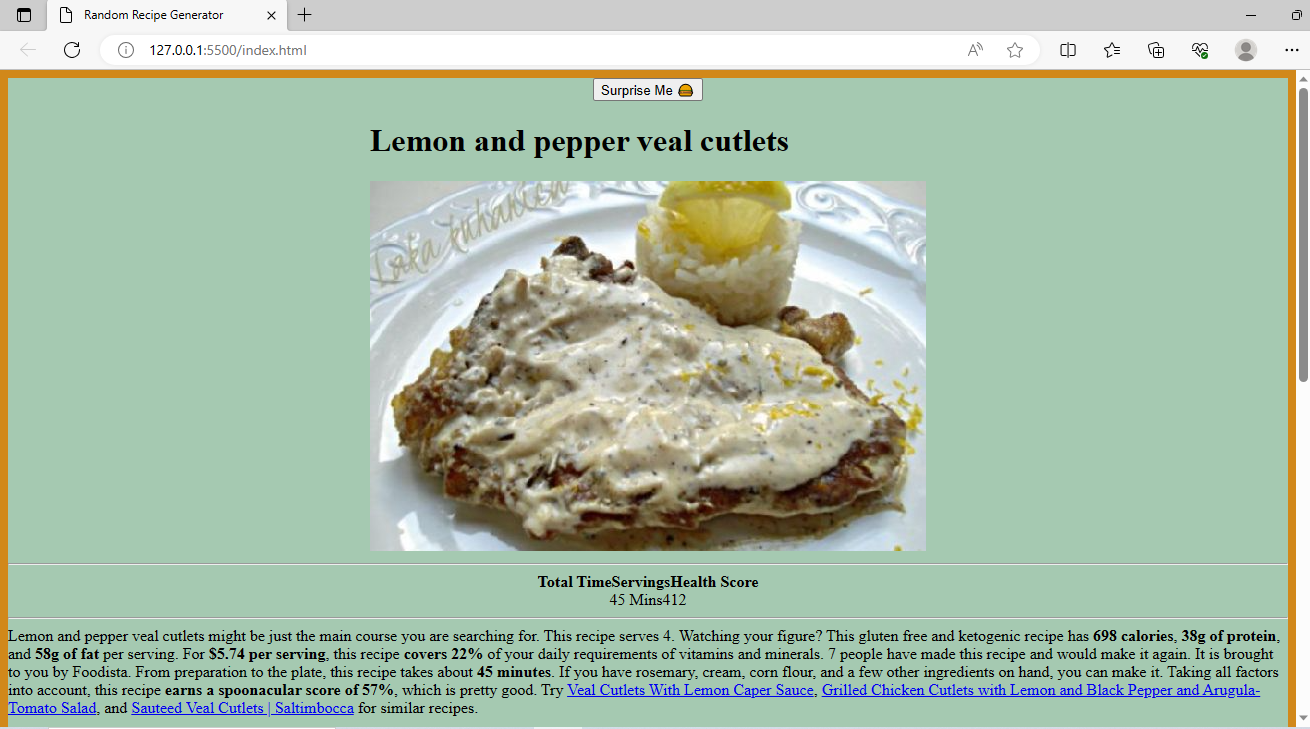 Random Recipe Generator
127.0.0.1:5500/index.html
Surprise Me 🍔
Lemon and pepper veal cutlets
Laka kuharica
Total TimeServingsHealth Score
45 Mins412
Lemon and pepper veal cutlets might be just the main course you are searching for. This recipe serves 4. Watching your figure? This gluten free and ketogenic recipe has 698 calories, 38g of protein,
and 58g of fat per serving. For $5.74 per serving, this recipe covers 22% of your daily requirements of vitamins and minerals. 7 people have made this recipe and would make it again. It is brought
to you by Foodista. From preparation to the plate, this recipe takes about 45 minutes. If you have rosemary, cream, corn flour, and a few other ingredients on hand, you can make it. Taking all factors
into account, this recipe earns a spoonacular score of 57%, which is pretty good. Try Veal Cutlets With Lemon Caper Sauce, Grilled Chicken Cutlets with Lemon and Black Pepper and Arugula-
Tomato Salad, and Sauteed Veal Cutlets | Saltimbocca for similar recipes.